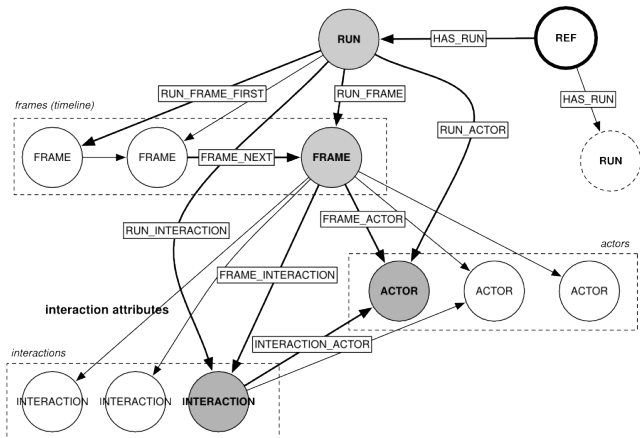 RUN
HAS_RUN
REF
RUN_FRAME_FIRST
RUN_FRAME
HAS_RUN
frames (timeline)
RUN_ACTOR
FRAME
FRAME
FRAME_NEXT
FRAME
RUN
FRAME_ACTOR
RUN_INTERACTION
actors
FRAME_INTERACTION
ACTOR
ACTOR
ACTOR
interaction attributes
INTERACTION_ACTOR
interactions
INTERACTION
INTERACTION
INTERACTION